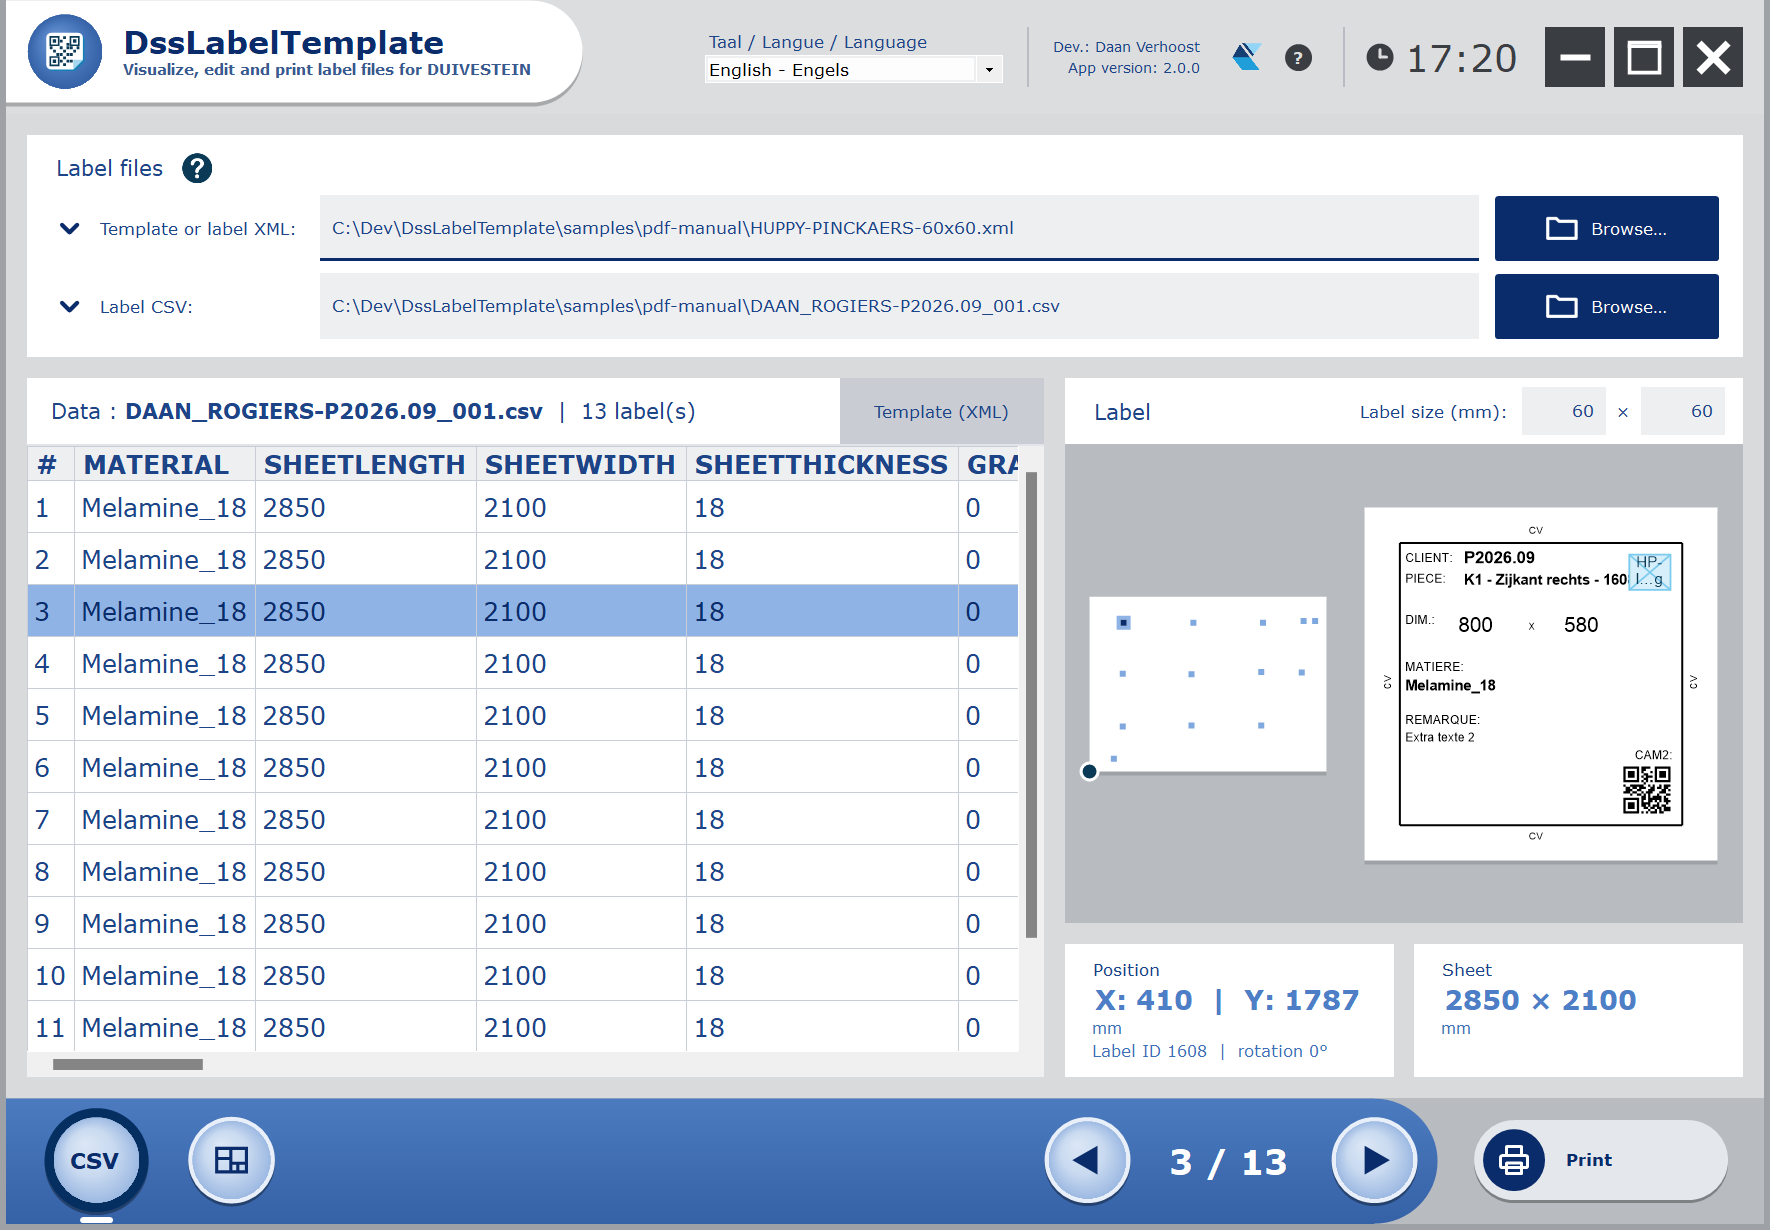 DssLabelTemplate
Visualize, edit and print label files for DUIVESTEIN
Taal / Langue / Language
English - Engels
Dev.: Daan Verhoost
App version: 2.0.0
?
17:20
Label files ?
Template or label XML: C:\Dev\DssLabelTemplate\samples\pdf-manual\HUPPY-PINCKAERS-60x60.xml Browse...
Label CSV: C:\Dev\DssLabelTemplate\samples\pdf-manual\DAAN_ROGIERS-P2026.09_001.csv Browse...
Data : DAAN_ROGIERS-P2026.09_001.csv | 13 label(s)
Template (XML)
# MATERIAL SHEETLENGTH SHEETWIDTH SHEETTHICKNESS GRA
1 Melamine_18 2850 2100 18 0
2 Melamine_18 2850 2100 18 0
3 Melamine_18 2850 2100 18 0
4 Melamine_18 2850 2100 18 0
5 Melamine_18 2850 2100 18 0
6 Melamine_18 2850 2100 18 0
7 Melamine_18 2850 2100 18 0
8 Melamine_18 2850 2100 18 0
9 Melamine_18 2850 2100 18 0
10 Melamine_18 2850 2100 18 0
11 Melamine_18 2850 2100 18 0
Label
Label size (mm): 60 × 60
CV
CLIENT: P2026.09
PIECE: K1 - Zijkant rechts - 160
HP-
l...g
DIM.: 800 x 580
MATIERE:
Melamine_18
CV
CV
REMARQUE:
Extra texte 2
CAM2:
CV
Position
X: 410 | Y: 1787
mm
Label ID 1608 | rotation 0°
Sheet
2850 × 2100
mm
CSV
3 / 13
Print